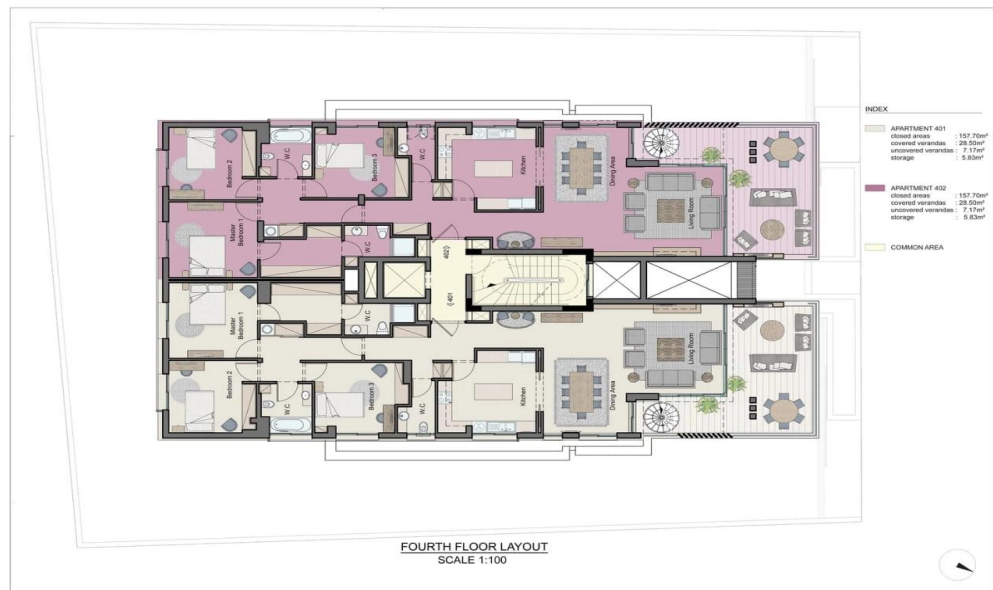 INDEX
APARTMENT 401
closed areas : 157.70m²
covered verandas : 28.50m²
uncovered verandas : 7.17m²
storage : 5.83m²
APARTMENT 402
closed areas : 157.70m²
covered verandas : 28.50m²
uncovered verandas : 7.17m²
storage : 5.83m²
COMMON AREA
Bedroom 2
W.C
Bedroom 3
W.C
Kitchen
Dining Area
Living Room
Master
Bedroom 1
W.C
402
401
Master
Bedroom 1
W.C
Bedroom 2
W.C
Bedroom 3
W.C
Kitchen
Dining Area
Living Room
FOURTH FLOOR LAYOUT
SCALE 1:100